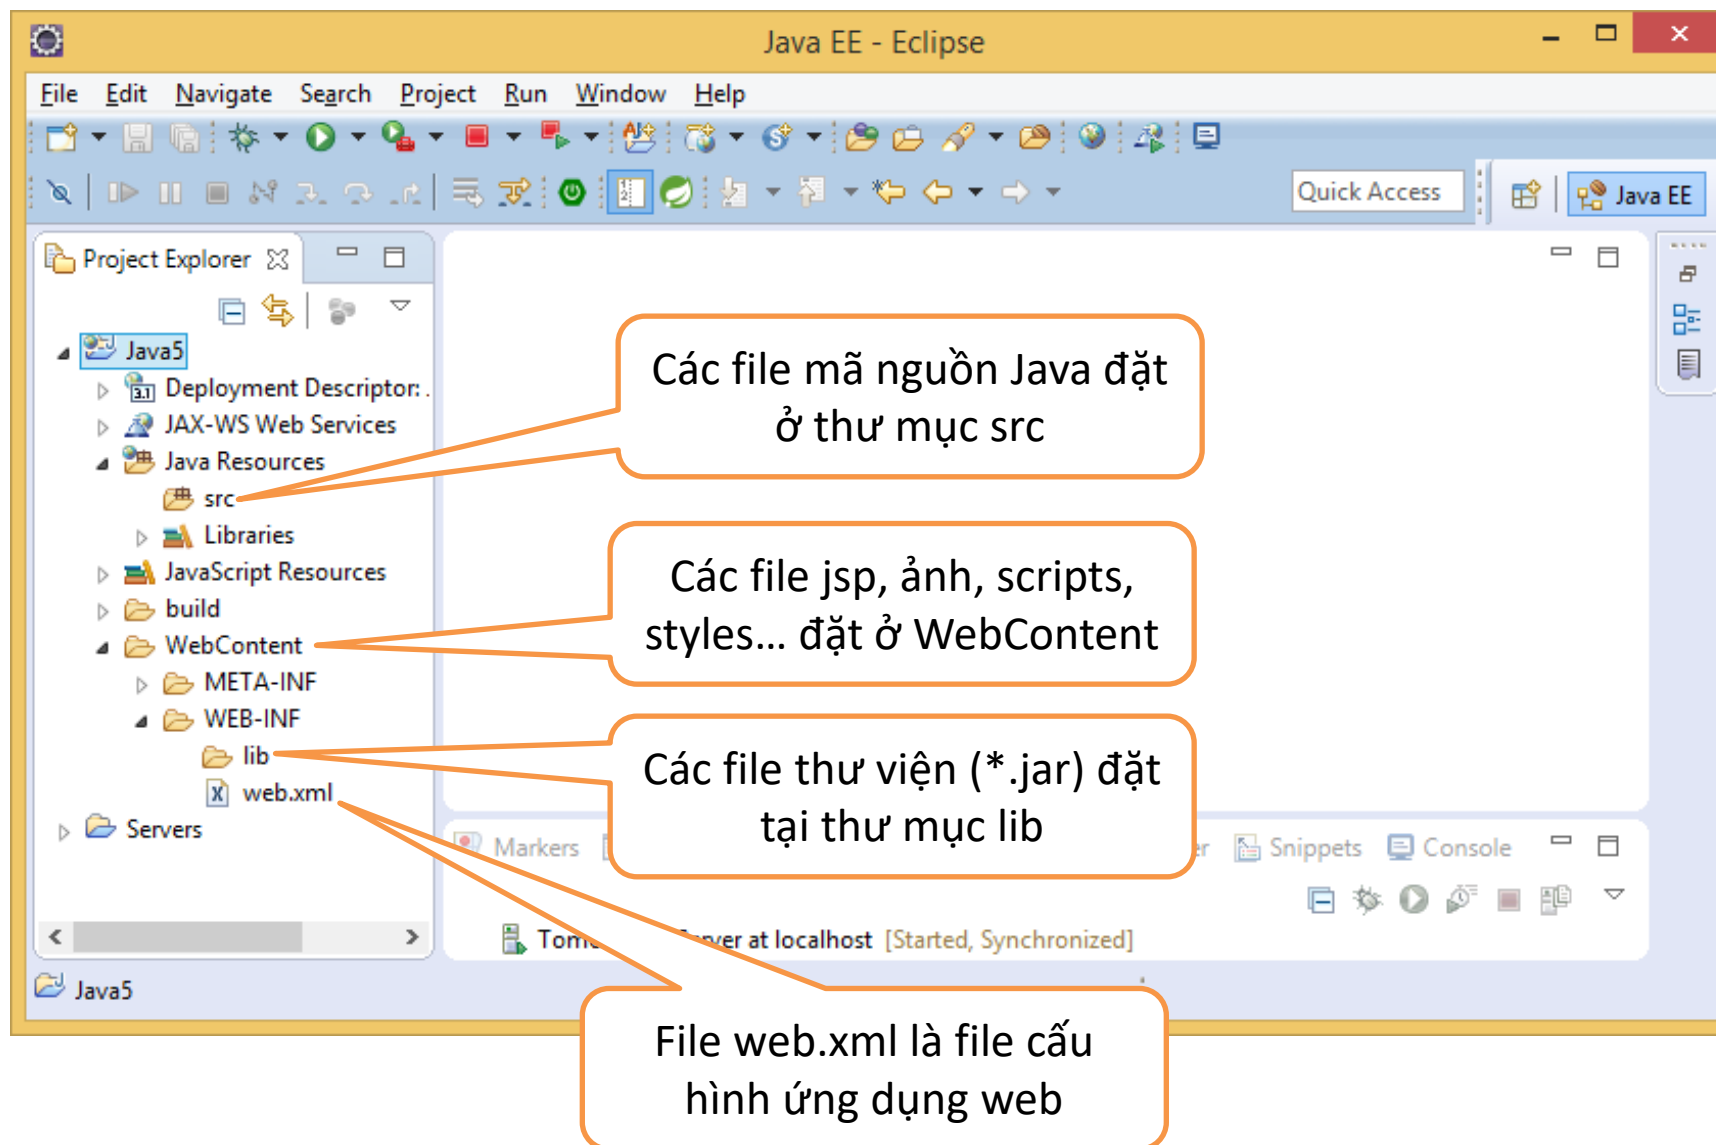 Java EE - Eclipse
File Edit Navigate Search Project Run Window Help
Quick Access
Java EE
Project Explorer
Java5
Deployment Descriptor: .
JAX-WS Web Services
Java Resources
src
Libraries
JavaScript Resources
build
WebContent
META-INF
WEB-INF
lib
web.xml
Servers
Các file mã nguồn Java đặt
ở thư mục src
Các file jsp, ảnh, scripts,
styles... đặt ở WebContent
Các file thư viện (*.jar) đặt
tại thư mục lib
Markers
Snippets Console
at localhost [Started, Synchronized]
Java5
File web.xml là file cấu
hình ứng dụng web